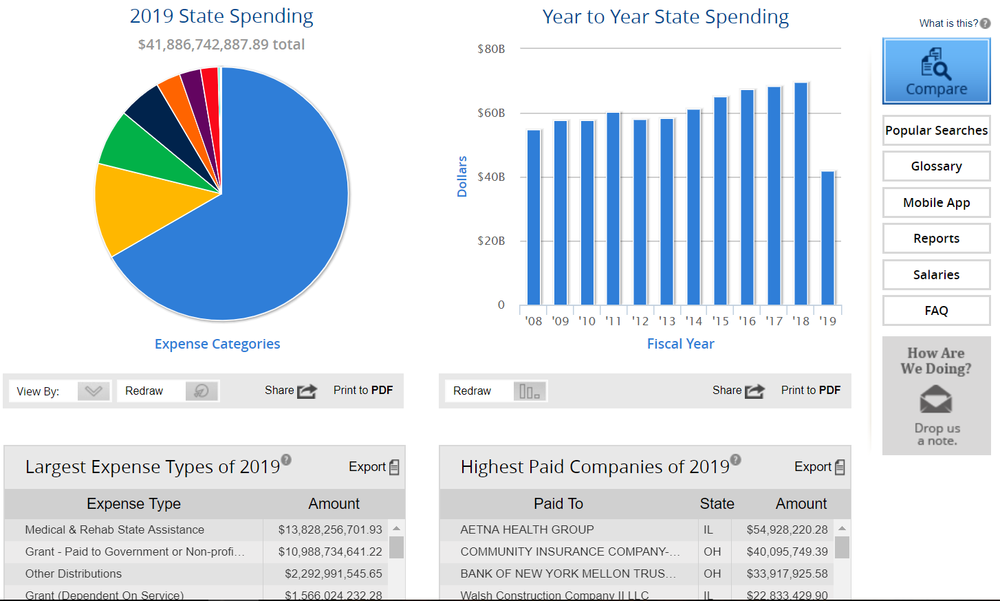 2019 State Spending
$41,886,742,887.89 total
Expense Categories
View By:
Redraw
Share
Print to PDF
Year to Year State Spending
$80B
$60B
$40B
$20B
0
Dollars
'08 '09 '10 '11 '12 '13 '14 '15 '16 '17 '18 '19
Fiscal Year
Redraw
Share
Print to PDF
What is this? ?
Compare
Popular Searches
Glossary
Mobile App
Reports
Salaries
FAQ
How Are
We Doing?
Drop us
a note.
Largest Expense Types of 2019 ?
Export
Expense Type Amount
Medical & Rehab State Assistance $13,828,256,701.93
Grant - Paid to Government or Non-profi... $10,988,734,641.22
Other Distributions $2,292,991,545.65
Grant (Dependent On Service) $1,566,024,232.28
Highest Paid Companies of 2019 ?
Export
Paid To State Amount
AETNA HEALTH GROUP IL $54,928,220.28
COMMUNITY INSURANCE COMPANY-... OH $40,095,749.39
BANK OF NEW YORK MELLON TRUS... OH $33,917,925.58
Walsh Construction Company II LLC IL $22,833,429.90